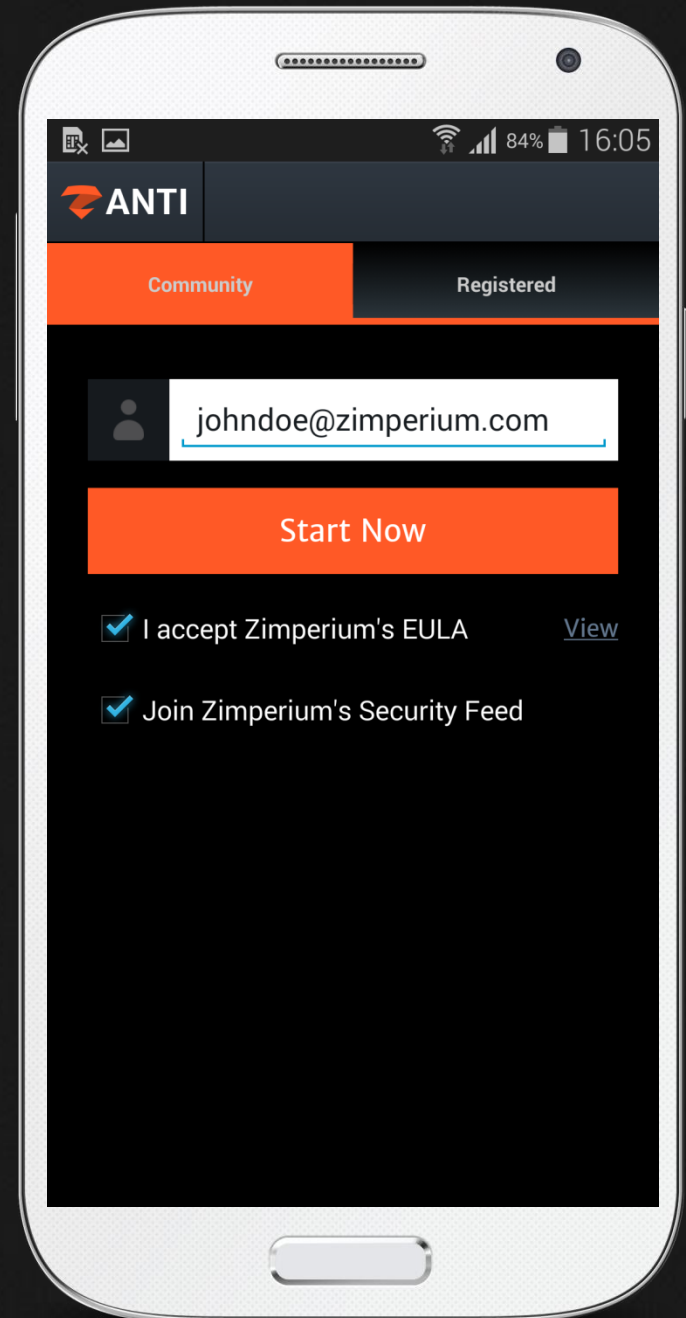 84% 16:05
ANTI
Community Registered
johndoe@zimperium.com
Start Now
I accept Zimperium's EULA View
Join Zimperium's Security Feed